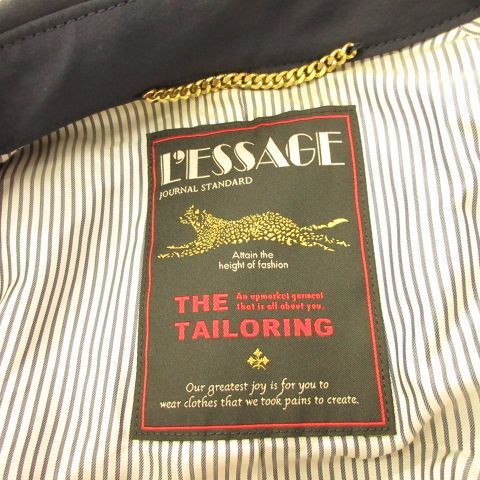 L'ESSAGE
JOURNAL STANDARD
Attain the
height of fashion
THE An upmarket garment
that is all about you.
TAILORING
Our greatest joy is for you to
wear clothes that we took pains to create.